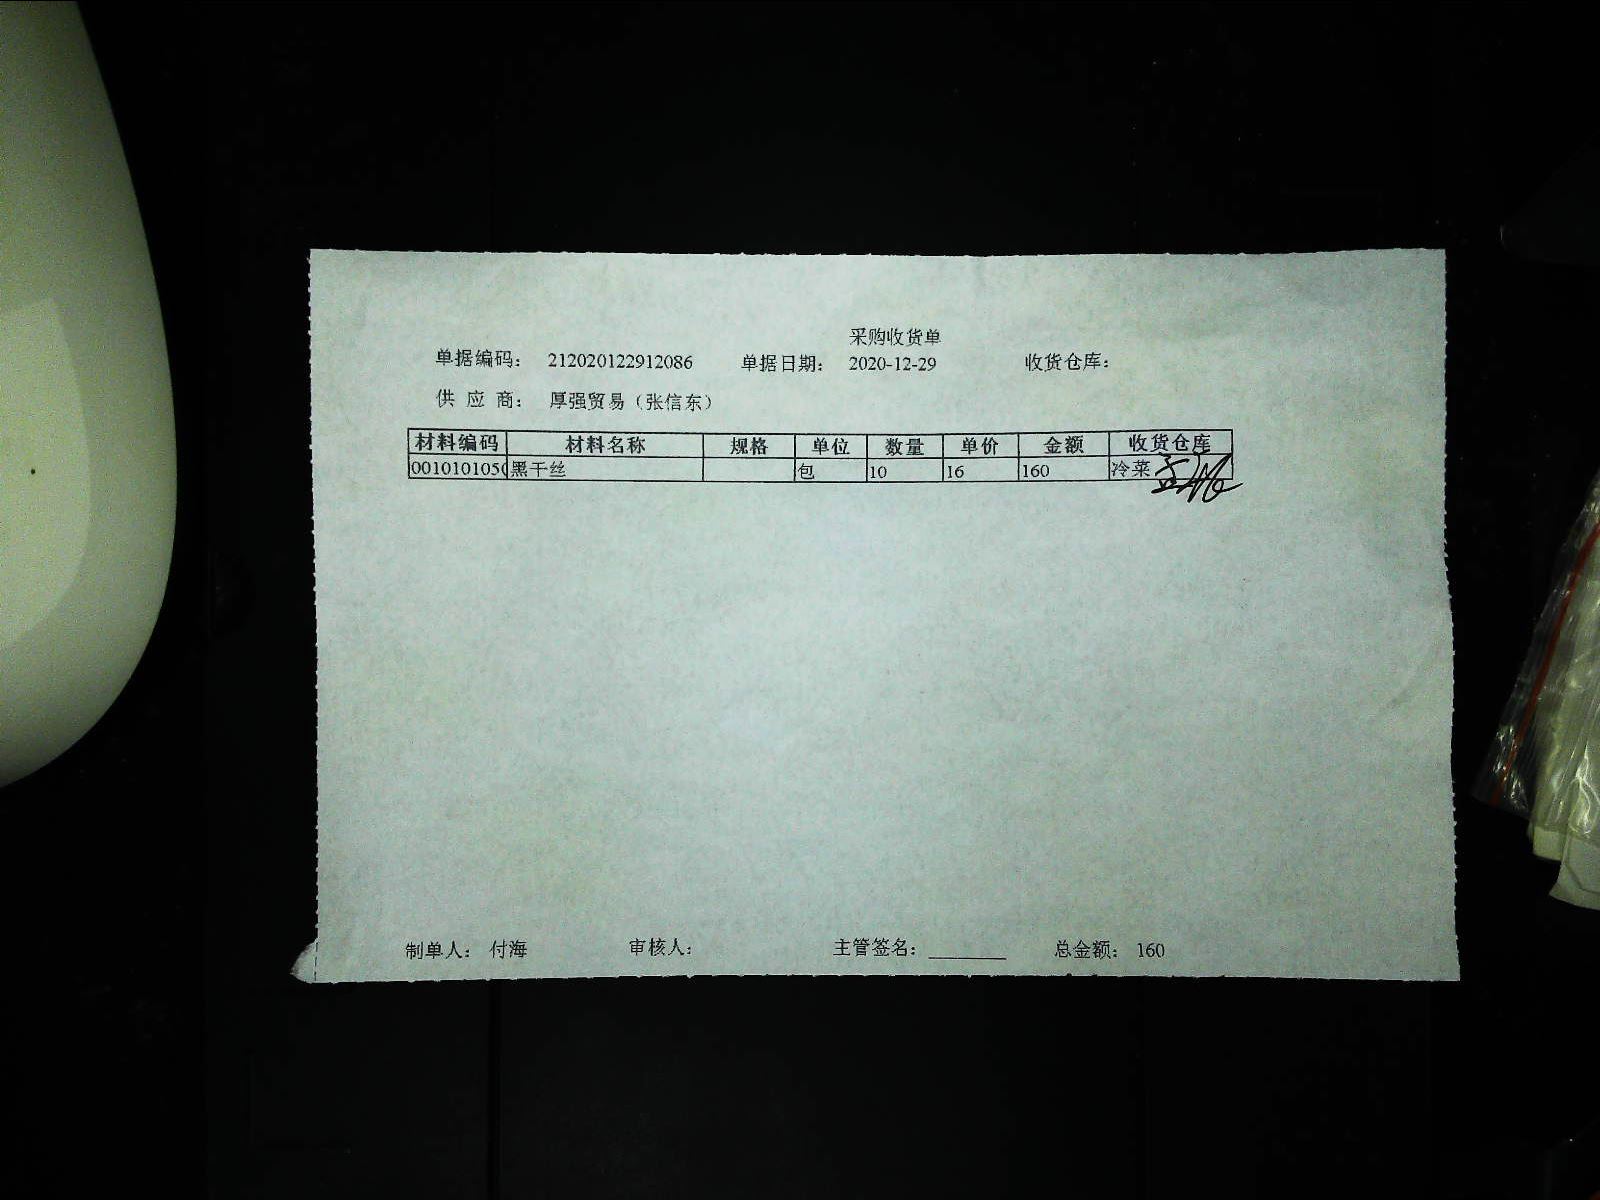 采购收货单
单据编码: 212020122912086 单据日期: 2020-12-29 收货仓库:
供 应 商: 厚强贸易（张信东）
材料编码 材料名称 规格 单位 数量 单价 金额 收货仓库
0010101050 黑干丝 包 10 16 160 冷菜
制单人: 付海 审核人: 主管签名: ________ 总金额: 160